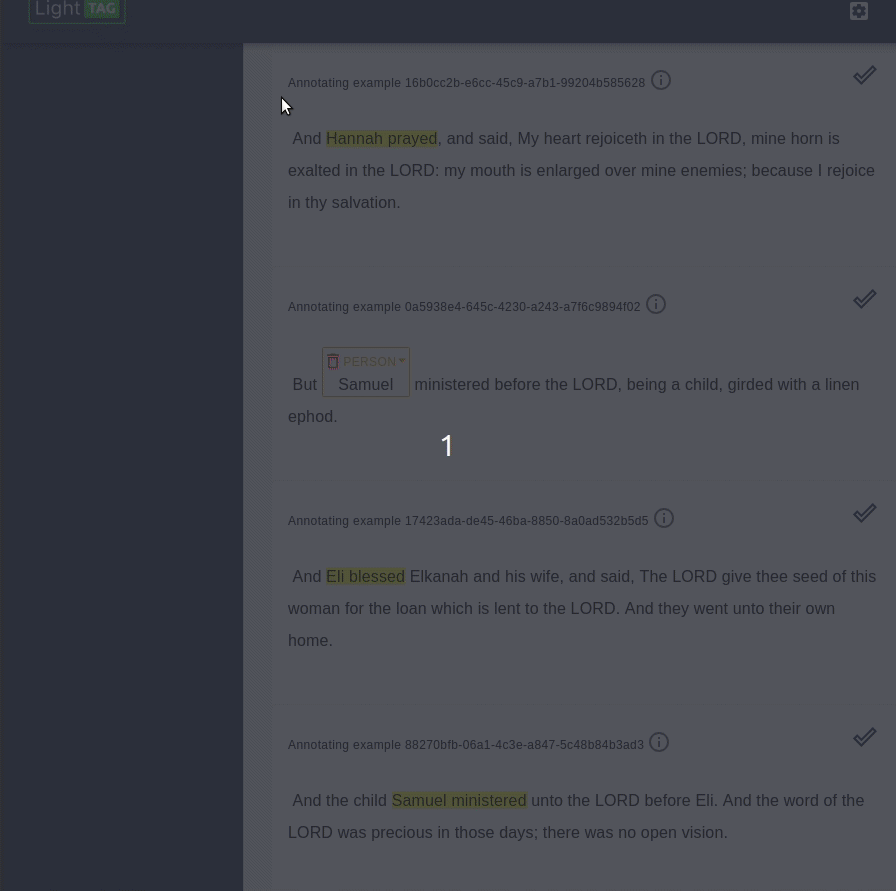 Light TAG
Annotating example 16b0cc2b-e6cc-45c9-a7b1-99204b585628
And Hannah prayed, and said, My heart rejoiceth in the LORD, mine horn is
exalted in the LORD: my mouth is enlarged over mine enemies; because I rejoice
in thy salvation.
Annotating example 0a5938e4-645c-4230-a243-a7f6c9894f02
PERSON
But Samuel ministered before the LORD, being a child, girded with a linen
ephod.
1
Annotating example 17423ada-de45-46ba-8850-8a0ad532b5d5
And Eli blessed Elkanah and his wife, and said, The LORD give thee seed of this
woman for the loan which is lent to the LORD. And they went unto their own
home.
Annotating example 88270bfb-06a1-4c3e-a847-5c48b84b3ad3
And the child Samuel ministered unto the LORD before Eli. And the word of the
LORD was precious in those days; there was no open vision.